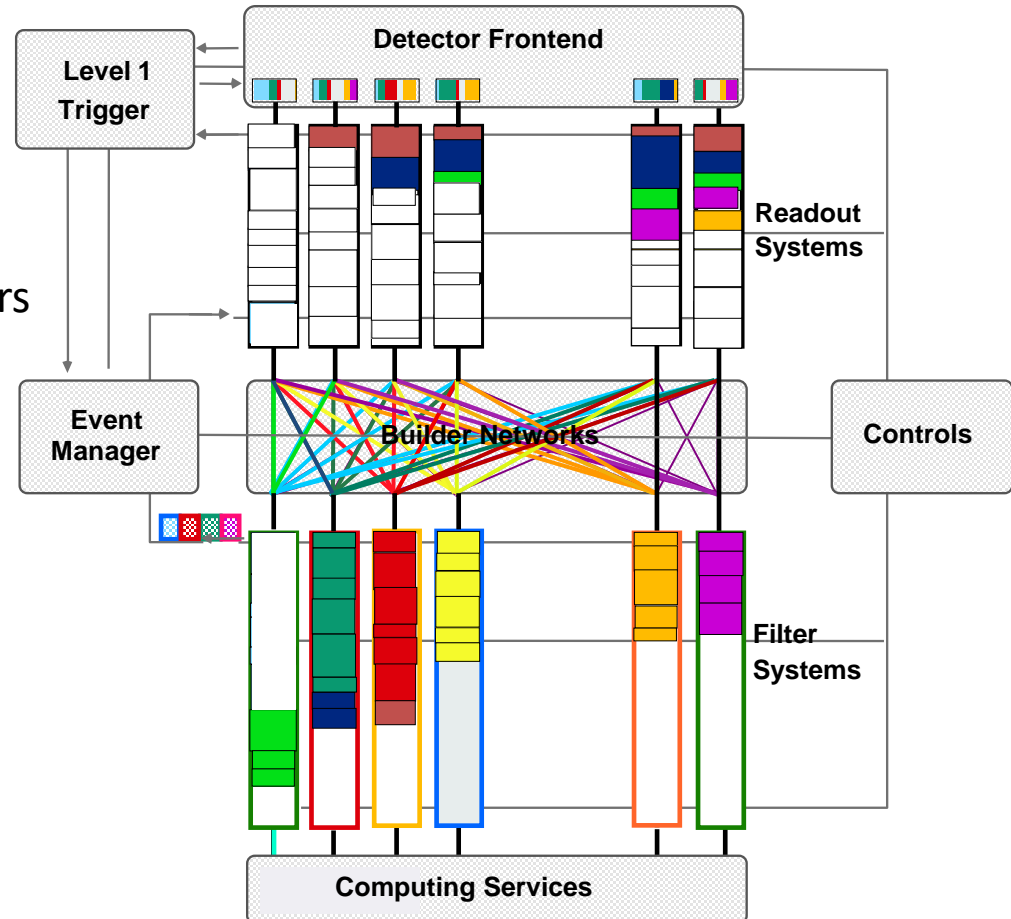 Detector Frontend
Level 1
Trigger
Readout
Systems
rs
Event
Manager
Builder Networks
Controls
Filter
Systems
Computing Services